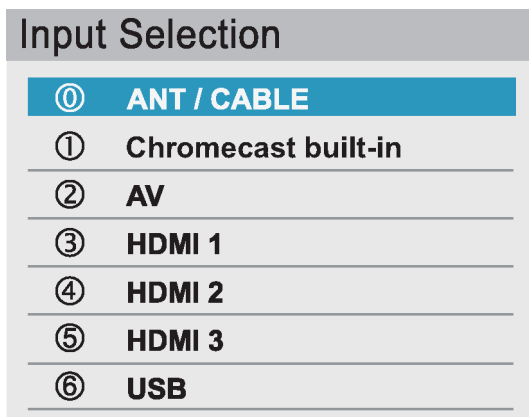 Input Selection
⓪ ANT / CABLE
① Chromecast built-in
② AV
③ HDMI 1
④ HDMI 2
⑤ HDMI 3
⑥ USB